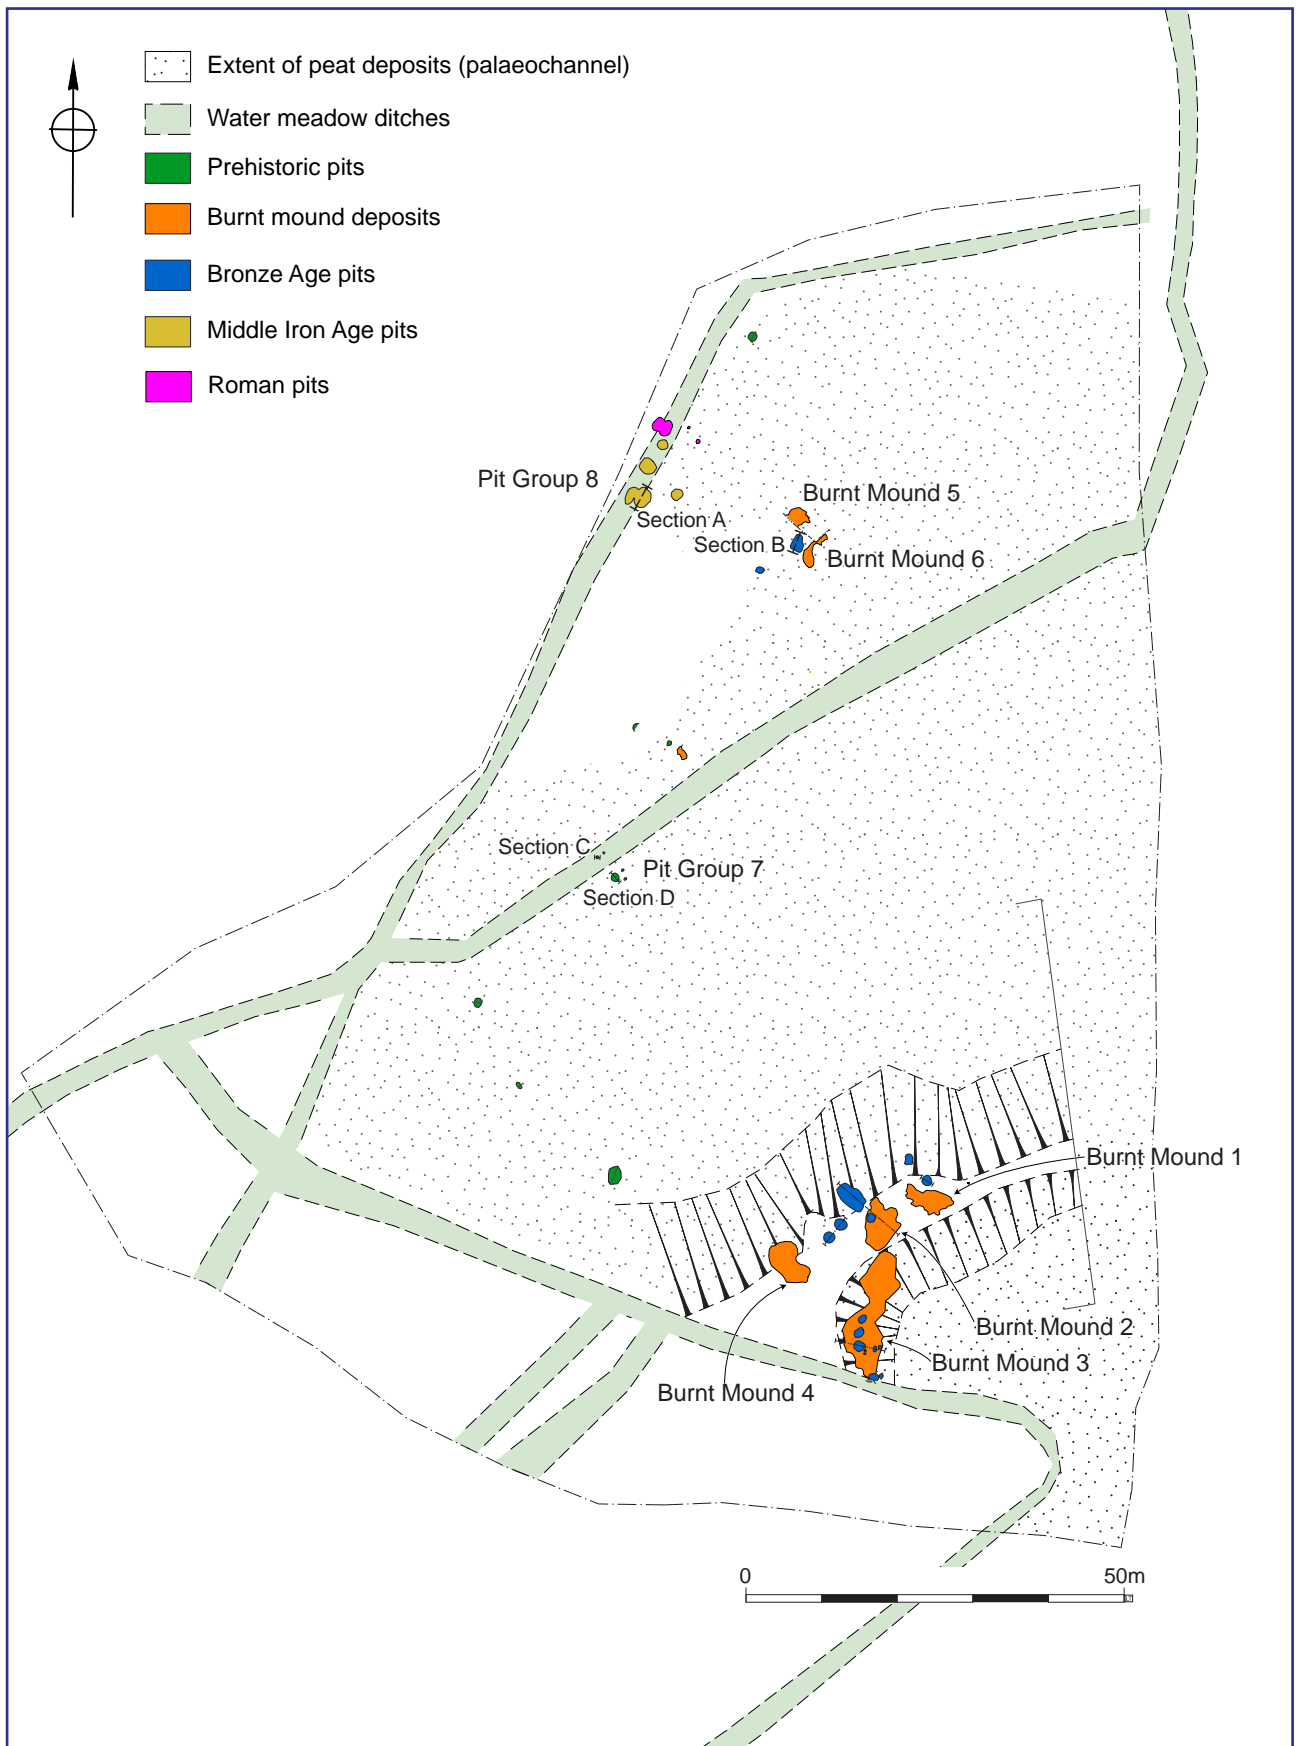 Extent of peat deposits (palaeochannel)
Water meadow ditches
Prehistoric pits
Burnt mound deposits
Bronze Age pits
Middle Iron Age pits
Roman pits
Pit Group 8
Burnt Mound 5
Section A
Section B
Burnt Mound 6
Section C
Pit Group 7
Section D
Burnt Mound 1
Burnt Mound 2
Burnt Mound 3
Burnt Mound 4
0 50m